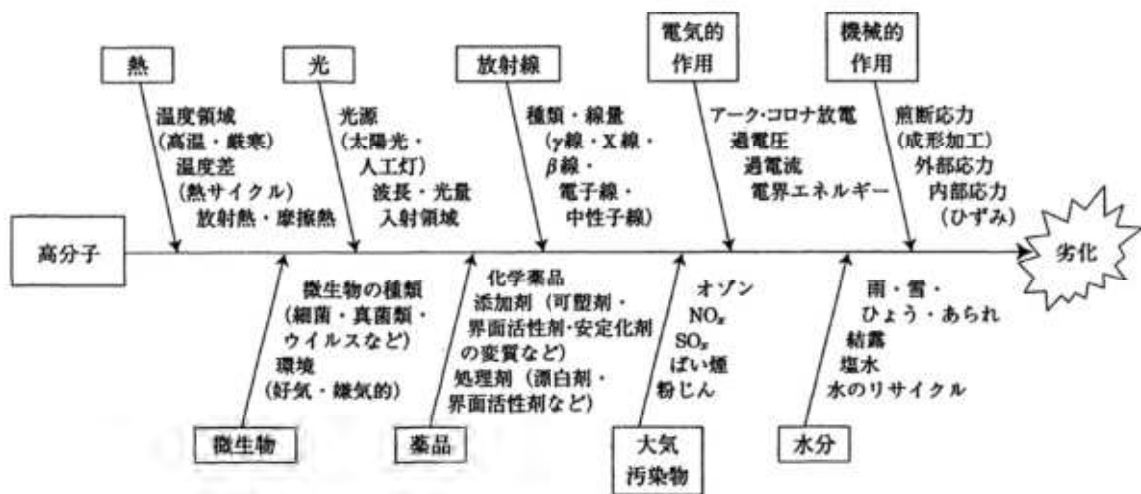 熱
温度領域
(高温・厳寒)
温度差
(熱サイクル)
放射熱・摩擦熱
光
光源
(太陽光・
人工灯)
波長・光量
入射領域
放射線
種類・線量
(γ線・X線・
β線・
電子線・
中性子線)
電気的
作用
アーク・コロナ放電
過電圧
過電流
電界エネルギー
機械的
作用
煎断応力
(成形加工)
外部応力
内部応力
(ひずみ)
高分子
劣化
微生物の種類
(細菌・真菌類・
ウイルスなど)
環境
(好気・嫌気的)
微生物
化学薬品
添加剤(可塑剤・
界面活性剤・安定化剤
の変質など)
処理剤(漂白剤・
界面活性剤など)
薬品
オゾン
NOx
SOx
ばい煙
粉じん
大気
汚染物
雨・雪・
ひょう・あられ
結露
塩水
水のリサイクル
水分